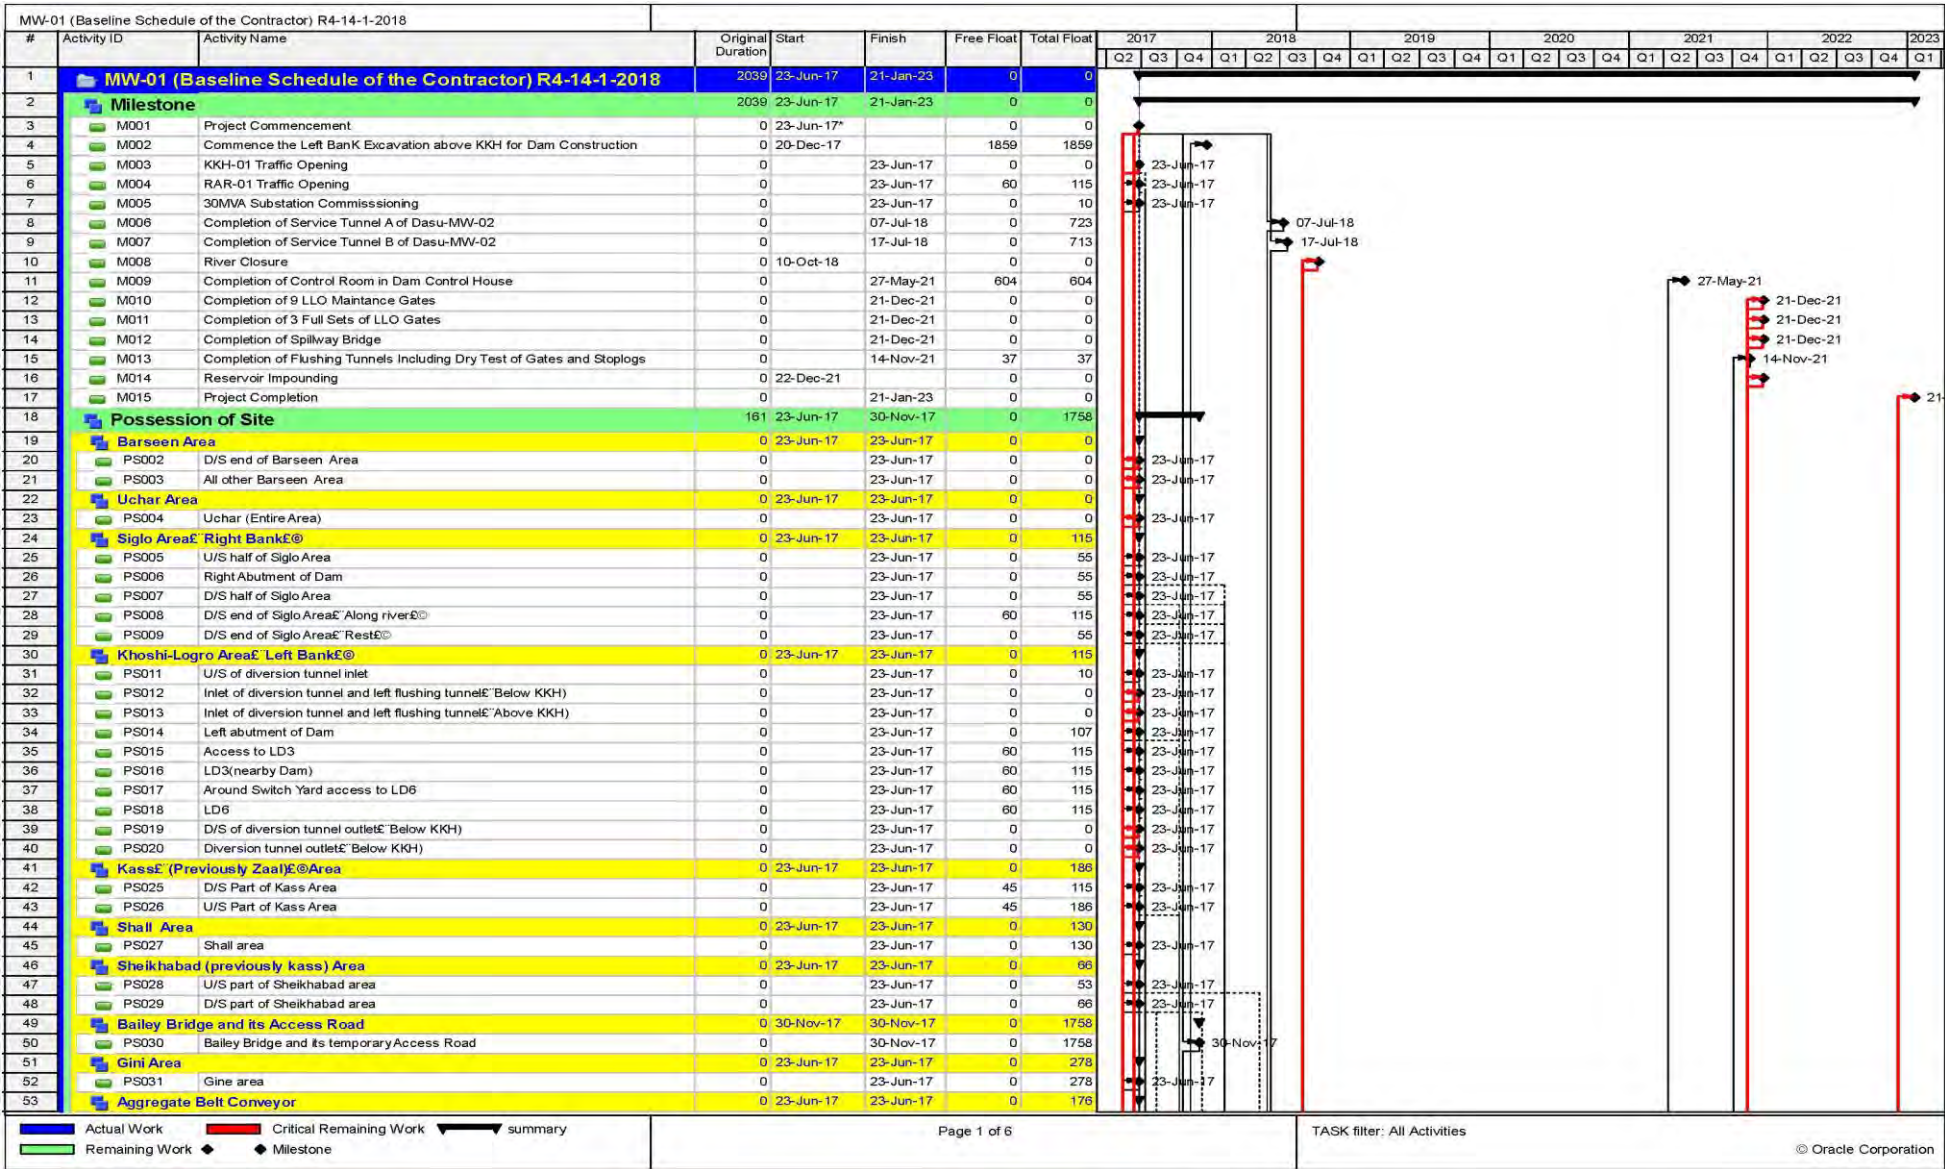 MW-01 (Baseline Schedule of the Contractor) R4-14-1-2018
# Activity ID Activity Name Original Duration Start Finish Free Float Total Float 2017 2018 2019 2020 2021 2022 2023
Q2 Q3 Q4 Q1 Q2 Q3 Q4 Q1 Q2 Q3 Q4 Q1 Q2 Q3 Q4 Q1 Q2 Q3 Q4 Q1 Q2 Q3 Q4 Q1
1 MW-01 (Baseline Schedule of the Contractor) R4-14-1-2018 2039 23-Jun-17 21-Jan-23 0 0
2 Milestone 2039 23-Jun-17 21-Jan-23 0 0
3 M001 Project Commencement 0 23-Jun-17* 0 0
4 M002 Commence the Left BanK Excavation above KKH for Dam Construction 0 20-Dec-17 1859 1859
5 M003 KKH-01 Traffic Opening 0 23-Jun-17 0 0 23-Jun-17
6 M004 RAR-01 Traffic Opening 0 23-Jun-17 60 115 23-Jun-17
7 M005 30MVA Substation Commisssioning 0 23-Jun-17 0 10 23-Jun-17
8 M006 Completion of Service Tunnel A of Dasu-MW-02 0 07-Jul-18 0 723 07-Jul-18
9 M007 Completion of Service Tunnel B of Dasu-MW-02 0 17-Jul-18 0 713 17-Jul-18
10 M008 River Closure 0 10-Oct-18 0 0
11 M009 Completion of Control Room in Dam Control House 0 27-May-21 604 604 27-May-21
12 M010 Completion of 9 LLO Maintance Gates 0 21-Dec-21 0 0 21-Dec-21
13 M011 Completion of 3 Full Sets of LLO Gates 0 21-Dec-21 0 0 21-Dec-21
14 M012 Completion of Spillway Bridge 0 21-Dec-21 0 0 21-Dec-21
15 M013 Completion of Flushing Tunnels Including Dry Test of Gates and Stoplogs 0 14-Nov-21 37 37 14-Nov-21
16 M014 Reservoir Impounding 0 22-Dec-21 0 0
17 M015 Project Completion 0 21-Jan-23 0 0 21-
18 Possession of Site 161 23-Jun-17 30-Nov-17 0 1758
19 Barseen Area 0 23-Jun-17 23-Jun-17 0 0
20 PS002 D/S end of Barseen Area 0 23-Jun-17 0 0 23-Jun-17
21 PS003 All other Barseen Area 0 23-Jun-17 0 0 23-Jun-17
22 Uchar Area 0 23-Jun-17 23-Jun-17 0 0
23 PS004 Uchar (Entire Area) 0 23-Jun-17 0 0 23-Jun-17
24 Siglo Area£¨Right Bank£© 0 23-Jun-17 23-Jun-17 0 115
25 PS005 U/S half of Siglo Area 0 23-Jun-17 0 55 23-Jun-17
26 PS006 Right Abutment of Dam 0 23-Jun-17 0 55 23-Jun-17
27 PS007 D/S half of Siglo Area 0 23-Jun-17 0 55 23-Jun-17
28 PS008 D/S end of Siglo Area£¨Along river£© 0 23-Jun-17 60 115 23-Jun-17
29 PS009 D/S end of Siglo Area£¨Rest£© 0 23-Jun-17 0 55 23-Jun-17
30 Khoshi-Logro Area£¨Left Bank£© 0 23-Jun-17 23-Jun-17 0 115
31 PS011 U/S of diversion tunnel inlet 0 23-Jun-17 0 10 23-Jun-17
32 PS012 Inlet of diversion tunnel and left flushing tunnel£¨Below KKH) 0 23-Jun-17 0 0 23-Jun-17
33 PS013 Inlet of diversion tunnel and left flushing tunnel£¨Above KKH) 0 23-Jun-17 0 0 23-Jun-17
34 PS014 Left abutment of Dam 0 23-Jun-17 0 107 23-Jun-17
35 PS015 Access to LD3 0 23-Jun-17 60 115 23-Jun-17
36 PS016 LD3(nearby Dam) 0 23-Jun-17 60 115 23-Jun-17
37 PS017 Around Switch Yard access to LD6 0 23-Jun-17 60 115 23-Jun-17
38 PS018 LD6 0 23-Jun-17 60 115 23-Jun-17
39 PS019 D/S of diversion tunnel outlet£¨Below KKH) 0 23-Jun-17 0 0 23-Jun-17
40 PS020 Diversion tunnel outlet£¨Below KKH) 0 23-Jun-17 0 0 23-Jun-17
41 Kass£¨(Previously Zaal)£©Area 0 23-Jun-17 23-Jun-17 0 186
42 PS025 D/S Part of Kass Area 0 23-Jun-17 45 115 23-Jun-17
43 PS026 U/S Part of Kass Area 0 23-Jun-17 45 186 23-Jun-17
44 Shall Area 0 23-Jun-17 23-Jun-17 0 130
45 PS027 Shall area 0 23-Jun-17 0 130 23-Jun-17
46 Sheikhabad (previously kass) Area 0 23-Jun-17 23-Jun-17 0 66
47 PS028 U/S part of Sheikhabad area 0 23-Jun-17 0 53 23-Jun-17
48 PS029 D/S part of Sheikhabad area 0 23-Jun-17 0 66 23-Jun-17
49 Bailey Bridge and its Access Road 0 30-Nov-17 30-Nov-17 0 1758
50 PS030 Bailey Bridge and its temporary Access Road 0 30-Nov-17 0 1758 30-Nov-17
51 Gini Area 0 23-Jun-17 23-Jun-17 0 278
52 PS031 Gine area 0 23-Jun-17 0 278 23-Jun-17
53 Aggregate Belt Conveyor 0 23-Jun-17 23-Jun-17 0 176
Actual Work Critical Remaining Work summary Page 1 of 6 TASK filter: All Activities
Remaining Work Milestone © Oracle Corporation